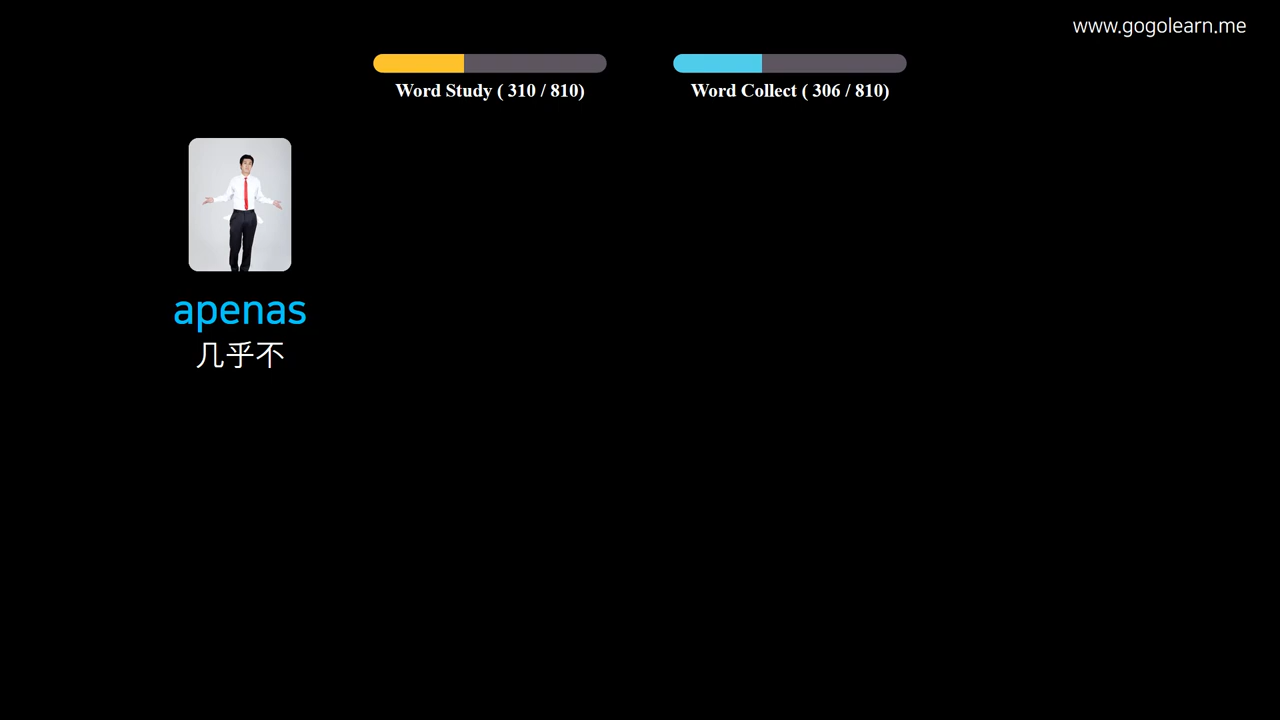 www.gogolearn.me
Word Study ( 310 / 810)
Word Collect ( 306 / 810)
apenas
几乎不